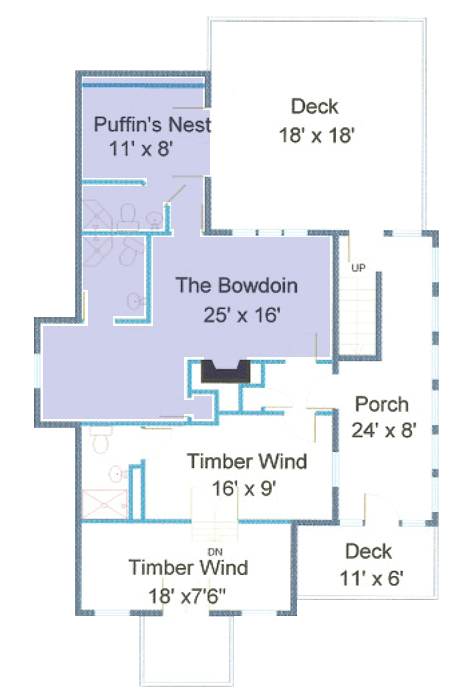 Deck
18' x 18'
Puffin's Nest
11' x 8'
UP
The Bowdoin
25' x 16'
Porch
24' x 8'
Timber Wind
16' x 9'
DN
Timber Wind
18' x7'6"
Deck
11' x 6'